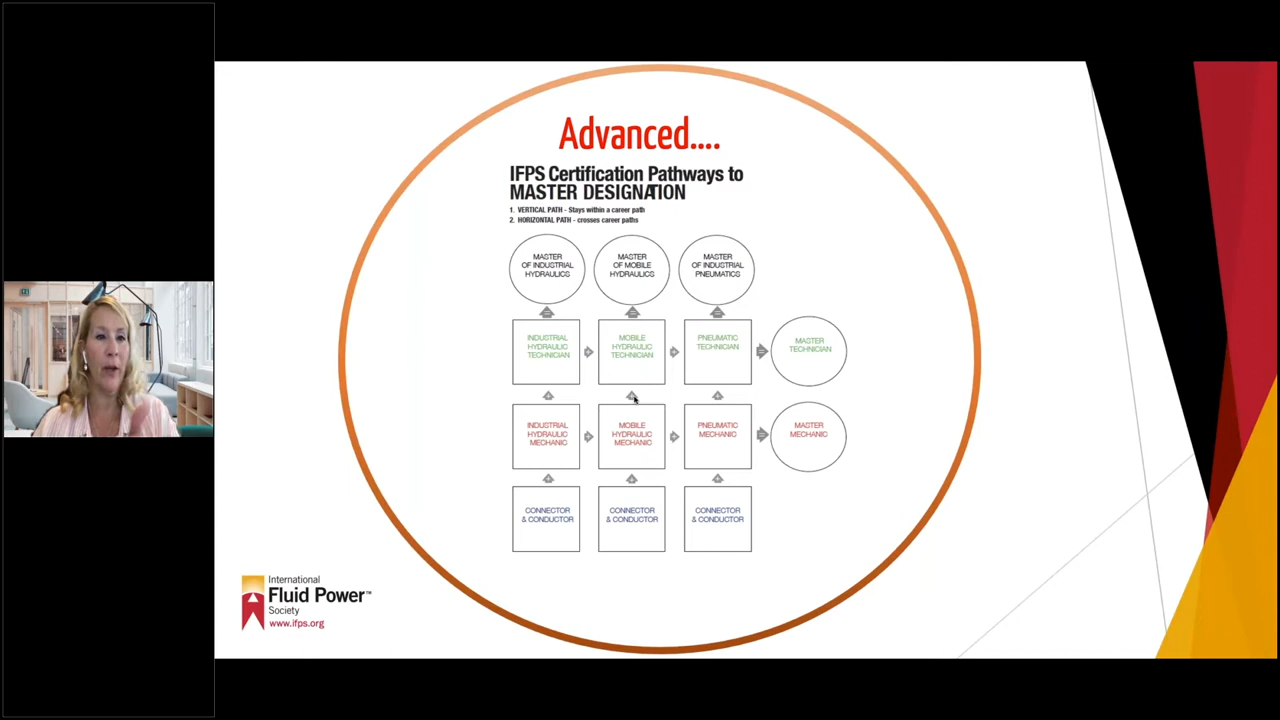 Advanced....
IFPS Certification Pathways to
MASTER DESIGNATION
1. VERTICAL PATH - Stays within a career path
2. HORIZONTAL PATH - crosses career paths
MASTER
OF INDUSTRIAL
HYDRAULICS
MASTER
OF MOBILE
HYDRAULICS
MASTER
OF INDUSTRIAL
PNEUMATICS
INDUSTRIAL
HYDRAULIC
TECHNICIAN
MOBILE
HYDRAULIC
TECHNICIAN
PNEUMATIC
TECHNICIAN
MASTER
TECHNICIAN
INDUSTRIAL
HYDRAULIC
MECHANIC
MOBILE
HYDRAULIC
MECHANIC
PNEUMATIC
MECHANIC
MASTER
MECHANIC
CONNECTOR
& CONDUCTOR
CONNECTOR
& CONDUCTOR
CONNECTOR
& CONDUCTOR
International
Fluid Power™
Society
www.ifps.org